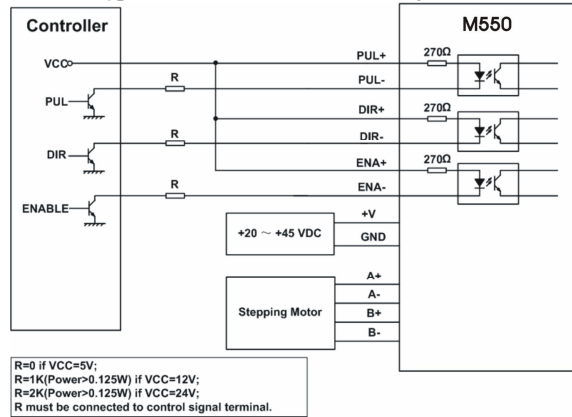 Controller
M550
VCC
PUL+
270Ω
R
PUL-
PUL
DIR+
270Ω
R
DIR-
DIR
ENA+
270Ω
R
ENA-
ENABLE
+V
+20 ～ +45 VDC
GND
A+
A-
Stepping Motor
B+
B-
R=0 if VCC=5V;
R=1K(Power>0.125W) if VCC=12V;
R=2K(Power>0.125W) if VCC=24V;
R must be connected to control signal terminal.